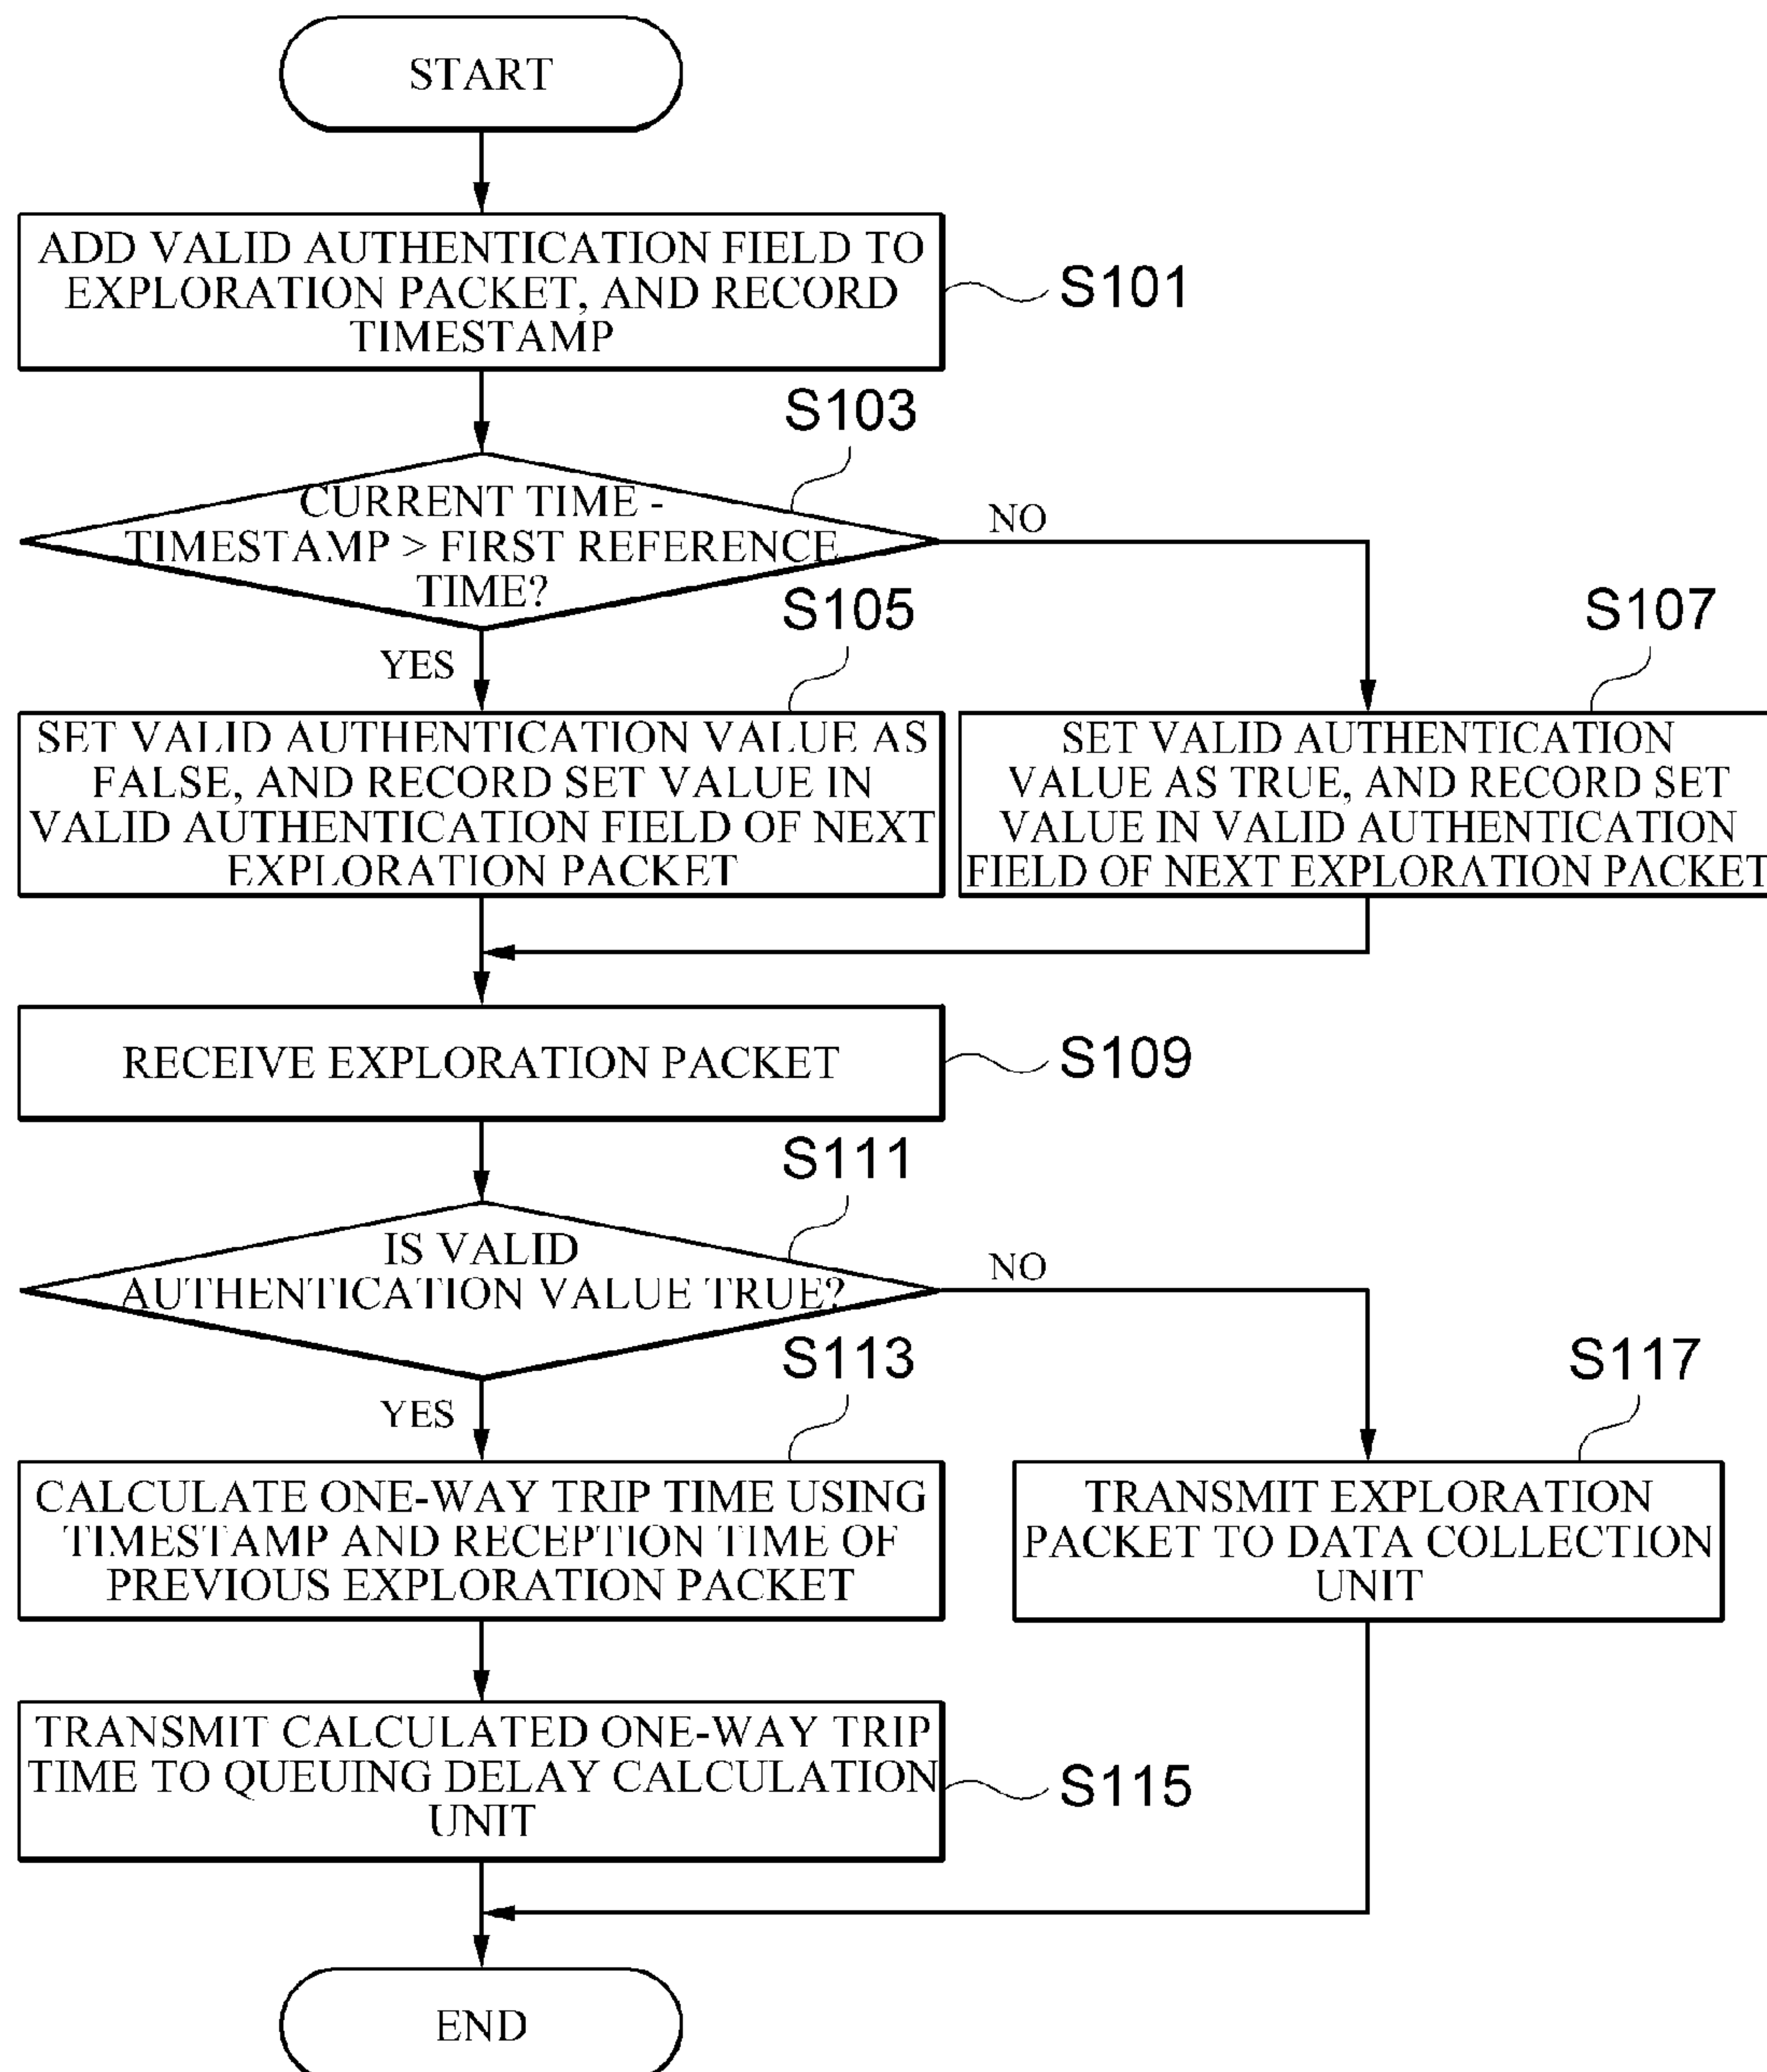 START
ADD VALID AUTHENTICATION FIELD TO
EXPLORATION PACKET, AND RECORD
TIMESTAMP
S101
S103
CURRENT TIME -
TIMESTAMP > FIRST REFERENCE
TIME?
NO
YES
S105
S107
SET VALID AUTHENTICATION VALUE AS
FALSE, AND RECORD SET VALUE IN
VALID AUTHENTICATION FIELD OF NEXT
EXPLORATION PACKET
SET VALID AUTHENTICATION
VALUE AS TRUE, AND RECORD SET
VALUE IN VALID AUTHENTICATION
FIELD OF NEXT EXPLORATION PACKET
RECEIVE EXPLORATION PACKET
S109
S111
IS VALID
AUTHENTICATION VALUE TRUE?
NO
YES
S113
S117
CALCULATE ONE-WAY TRIP TIME USING
TIMESTAMP AND RECEPTION TIME OF
PREVIOUS EXPLORATION PACKET
TRANSMIT EXPLORATION
PACKET TO DATA COLLECTION
UNIT
TRANSMIT CALCULATED ONE-WAY TRIP
TIME TO QUEUING DELAY CALCULATION
UNIT
S115
END